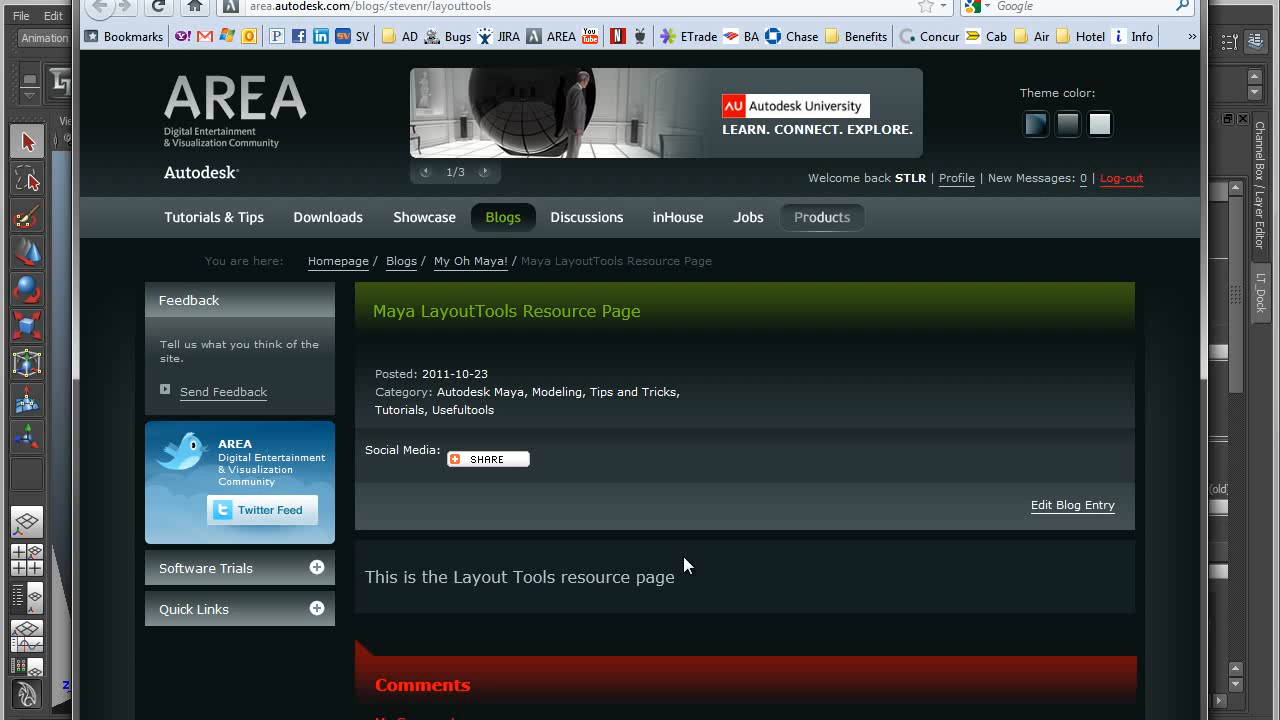 File Edit
area.autodesk.com/blogs/stevenr/layouttools
Google
Animation
Bookmarks SV AD Bugs JIRA AREA ETrade BA Chase Benefits Concur Cab Air Hotel Info »
AREA
Digital Entertainment
& Visualization Community
Autodesk
Autodesk University
LEARN. CONNECT. EXPLORE.
1/3
Theme color:
Welcome back STLR | Profile | New Messages: 0 | Log-out
Tutorials & Tips Downloads Showcase Blogs Discussions inHouse Jobs Products
You are here: Homepage / Blogs / My Oh Maya! / Maya LayoutTools Resource Page
Feedback
Tell us what you think of the
site.
Send Feedback
AREA
Digital Entertainment
& Visualization
Community
Twitter Feed
Software Trials
Quick Links
Maya LayoutTools Resource Page
Posted: 2011-10-23
Category: Autodesk Maya, Modeling, Tips and Tricks,
Tutorials, Usefultools
Social Media: SHARE
Edit Blog Entry
This is the Layout Tools resource page
Comments
Channel Box / Layer Editor
LT_Dock
(old)